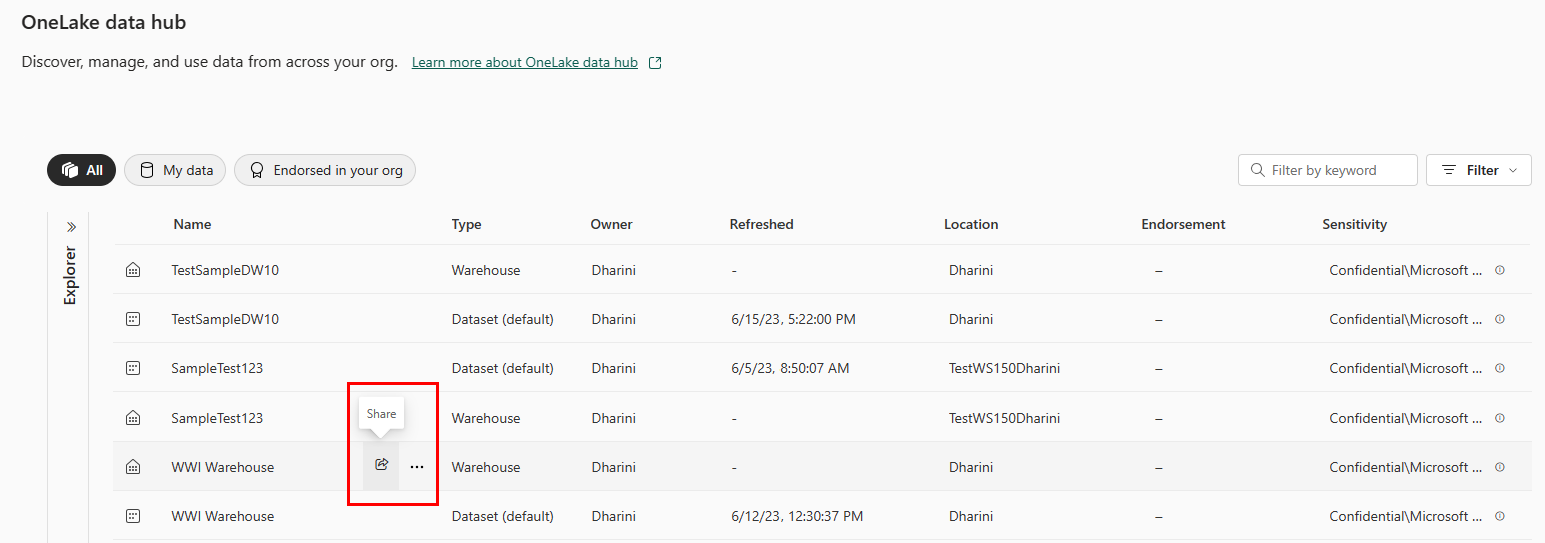 OneLake data hub
Discover, manage, and use data from across your org. Learn more about OneLake data hub
All My data Endorsed in your org Filter by keyword Filter
Explorer
Name Type Owner Refreshed Location Endorsement Sensitivity
TestSampleDW10 Warehouse Dharini - Dharini – Confidential\Microsoft ...
TestSampleDW10 Dataset (default) Dharini 6/15/23, 5:22:00 PM Dharini – Confidential\Microsoft ...
SampleTest123 Dataset (default) Dharini 6/5/23, 8:50:07 AM TestWS150Dharini – Confidential\Microsoft ...
Share
SampleTest123 Warehouse Dharini - TestWS150Dharini – Confidential\Microsoft ...
WWI Warehouse ... Warehouse Dharini - Dharini – Confidential\Microsoft ...
WWI Warehouse Dataset (default) Dharini 6/12/23, 12:30:37 PM Dharini – Confidential\Microsoft ...